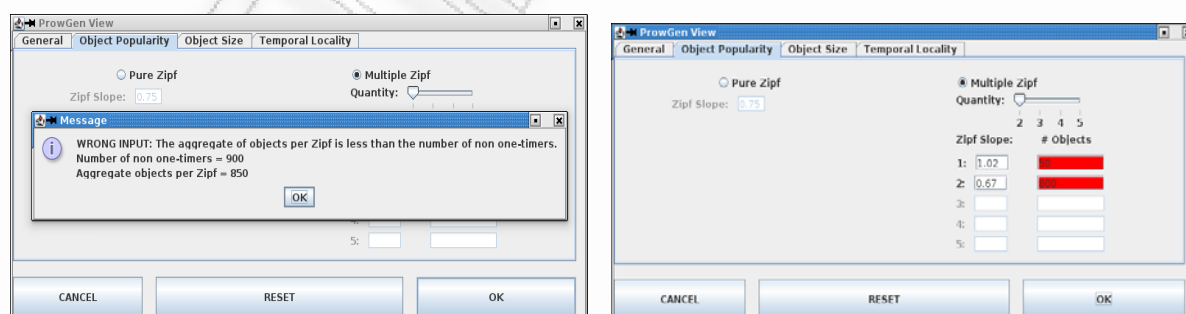 ProwGen View
General Object Popularity Object Size Temporal Locality
Pure Zipf Multiple Zipf
Zipf Slope: 0.75 Quantity:
Message
WRONG INPUT: The aggregate of objects per Zipf is less than the number of non one-timers.
Number of non one-timers = 900
Aggregate objects per Zipf = 850
OK
5:
CANCEL RESET OK
ProwGen View
General Object Popularity Object Size Temporal Locality
Pure Zipf Multiple Zipf
Zipf Slope: 0.75 Quantity:
2 3 4 5
Zipf Slope: # Objects
1: 1.02
2: 0.67
3:
4:
5:
CANCEL RESET OK